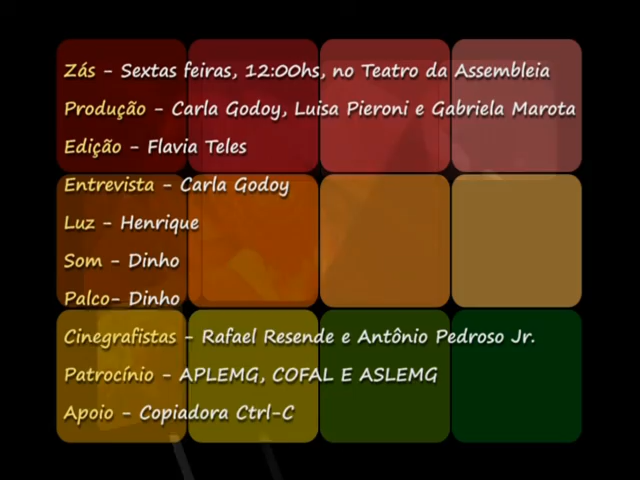 Zás - Sextas feiras, 12:00hs, no Teatro da Assembleia
Produção - Carla Godoy, Luisa Pieroni e Gabriela Marota
Edição - Flavia Teles
Entrevista - Carla Godoy
Luz - Henrique
Som - Dinho
Palco- Dinho
Cinegrafistas - Rafael Resende e Antônio Pedroso Jr.
Patrocínio - APLEMG, COFAL E ASLEMG
Apoio - Copiadora Ctrl-C